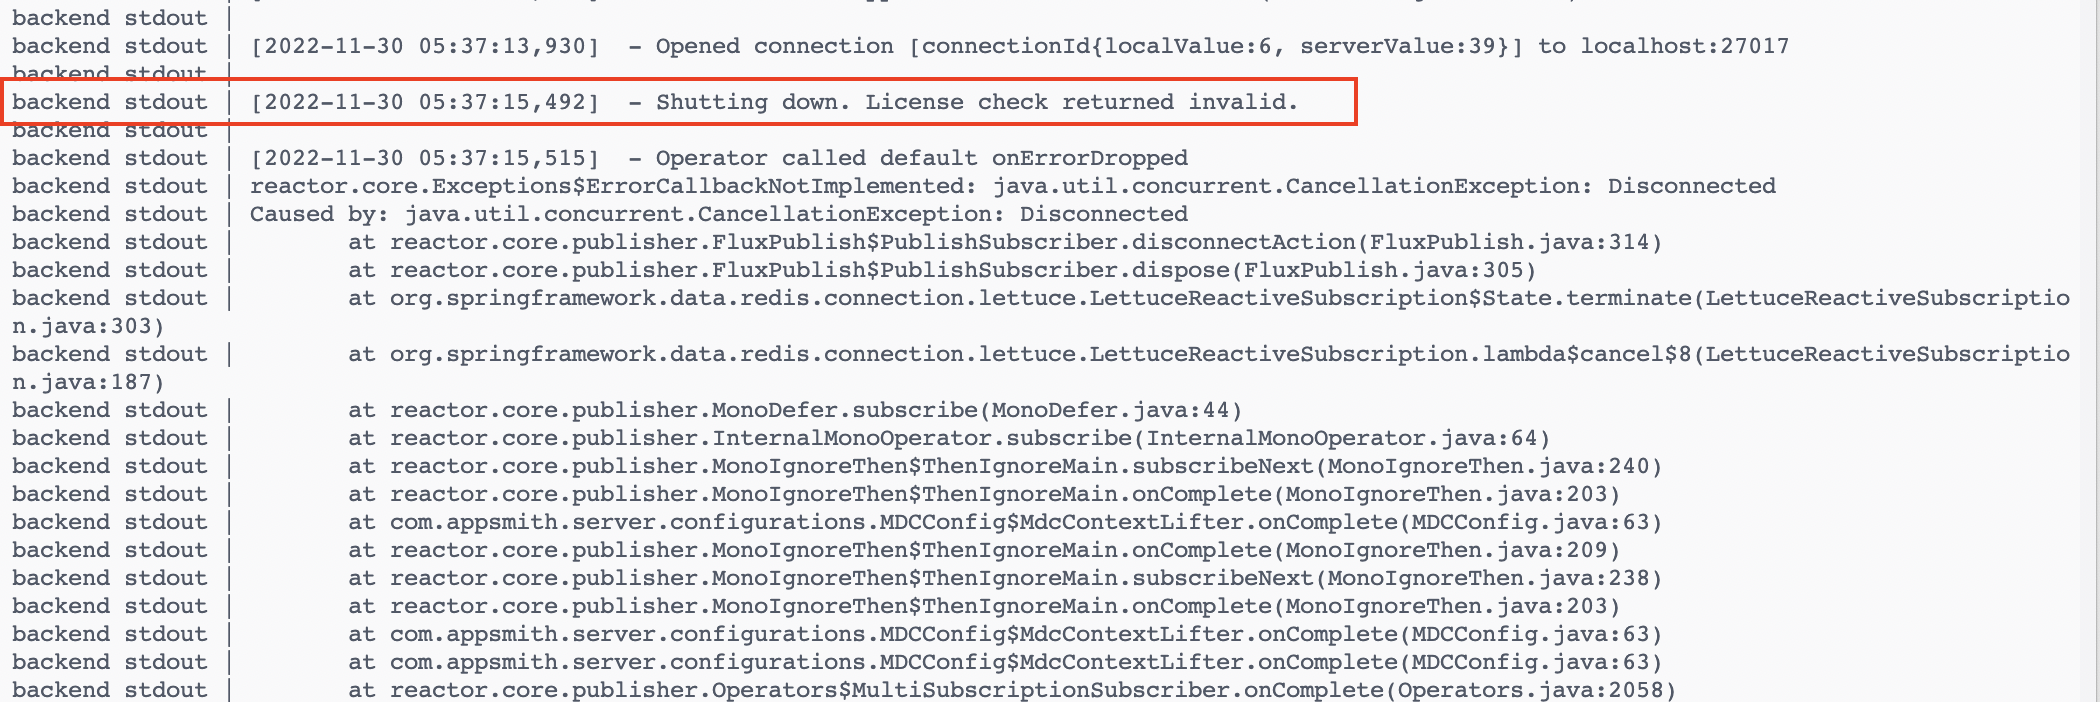 backend stdout |
backend stdout | [2022-11-30 05:37:13,930]  - Opened connection [connectionId{localValue:6, serverValue:39}] to localhost:27017
backend stdout |
backend stdout | [2022-11-30 05:37:15,492]  - Shutting down. License check returned invalid.
backend stdout |
backend stdout | [2022-11-30 05:37:15,515]  - Operator called default onErrorDropped
backend stdout | reactor.core.Exceptions$ErrorCallbackNotImplemented: java.util.concurrent.CancellationException: Disconnected
backend stdout | Caused by: java.util.concurrent.CancellationException: Disconnected
backend stdout |        at reactor.core.publisher.FluxPublish$PublishSubscriber.disconnectAction(FluxPublish.java:314)
backend stdout |        at reactor.core.publisher.FluxPublish$PublishSubscriber.dispose(FluxPublish.java:305)
backend stdout |        at org.springframework.data.redis.connection.lettuce.LettuceReactiveSubscription$State.terminate(LettuceReactiveSubscriptio
n.java:303)
backend stdout |        at org.springframework.data.redis.connection.lettuce.LettuceReactiveSubscription.lambda$cancel$8(LettuceReactiveSubscriptio
n.java:187)
backend stdout |        at reactor.core.publisher.MonoDefer.subscribe(MonoDefer.java:44)
backend stdout |        at reactor.core.publisher.InternalMonoOperator.subscribe(InternalMonoOperator.java:64)
backend stdout |        at reactor.core.publisher.MonoIgnoreThen$ThenIgnoreMain.subscribeNext(MonoIgnoreThen.java:240)
backend stdout |        at reactor.core.publisher.MonoIgnoreThen$ThenIgnoreMain.onComplete(MonoIgnoreThen.java:203)
backend stdout |        at com.appsmith.server.configurations.MDCConfig$MdcContextLifter.onComplete(MDCConfig.java:63)
backend stdout |        at reactor.core.publisher.MonoIgnoreThen$ThenIgnoreMain.onComplete(MonoIgnoreThen.java:209)
backend stdout |        at reactor.core.publisher.MonoIgnoreThen$ThenIgnoreMain.subscribeNext(MonoIgnoreThen.java:238)
backend stdout |        at reactor.core.publisher.MonoIgnoreThen$ThenIgnoreMain.onComplete(MonoIgnoreThen.java:203)
backend stdout |        at com.appsmith.server.configurations.MDCConfig$MdcContextLifter.onComplete(MDCConfig.java:63)
backend stdout |        at com.appsmith.server.configurations.MDCConfig$MdcContextLifter.onComplete(MDCConfig.java:63)
backend stdout |        at reactor.core.publisher.Operators$MultiSubscriptionSubscriber.onComplete(Operators.java:2058)